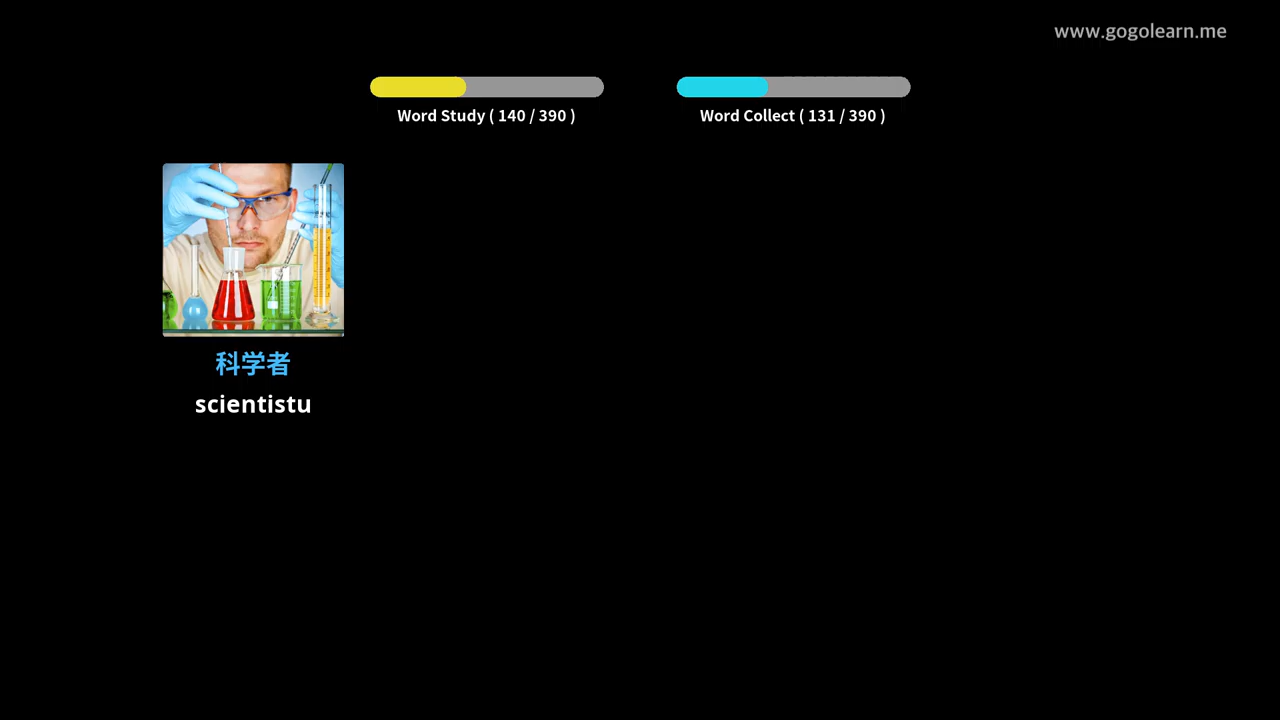 www.gogolearn.me
Word Study ( 140 / 390 )
Word Collect ( 131 / 390 )
科学者
scientistu